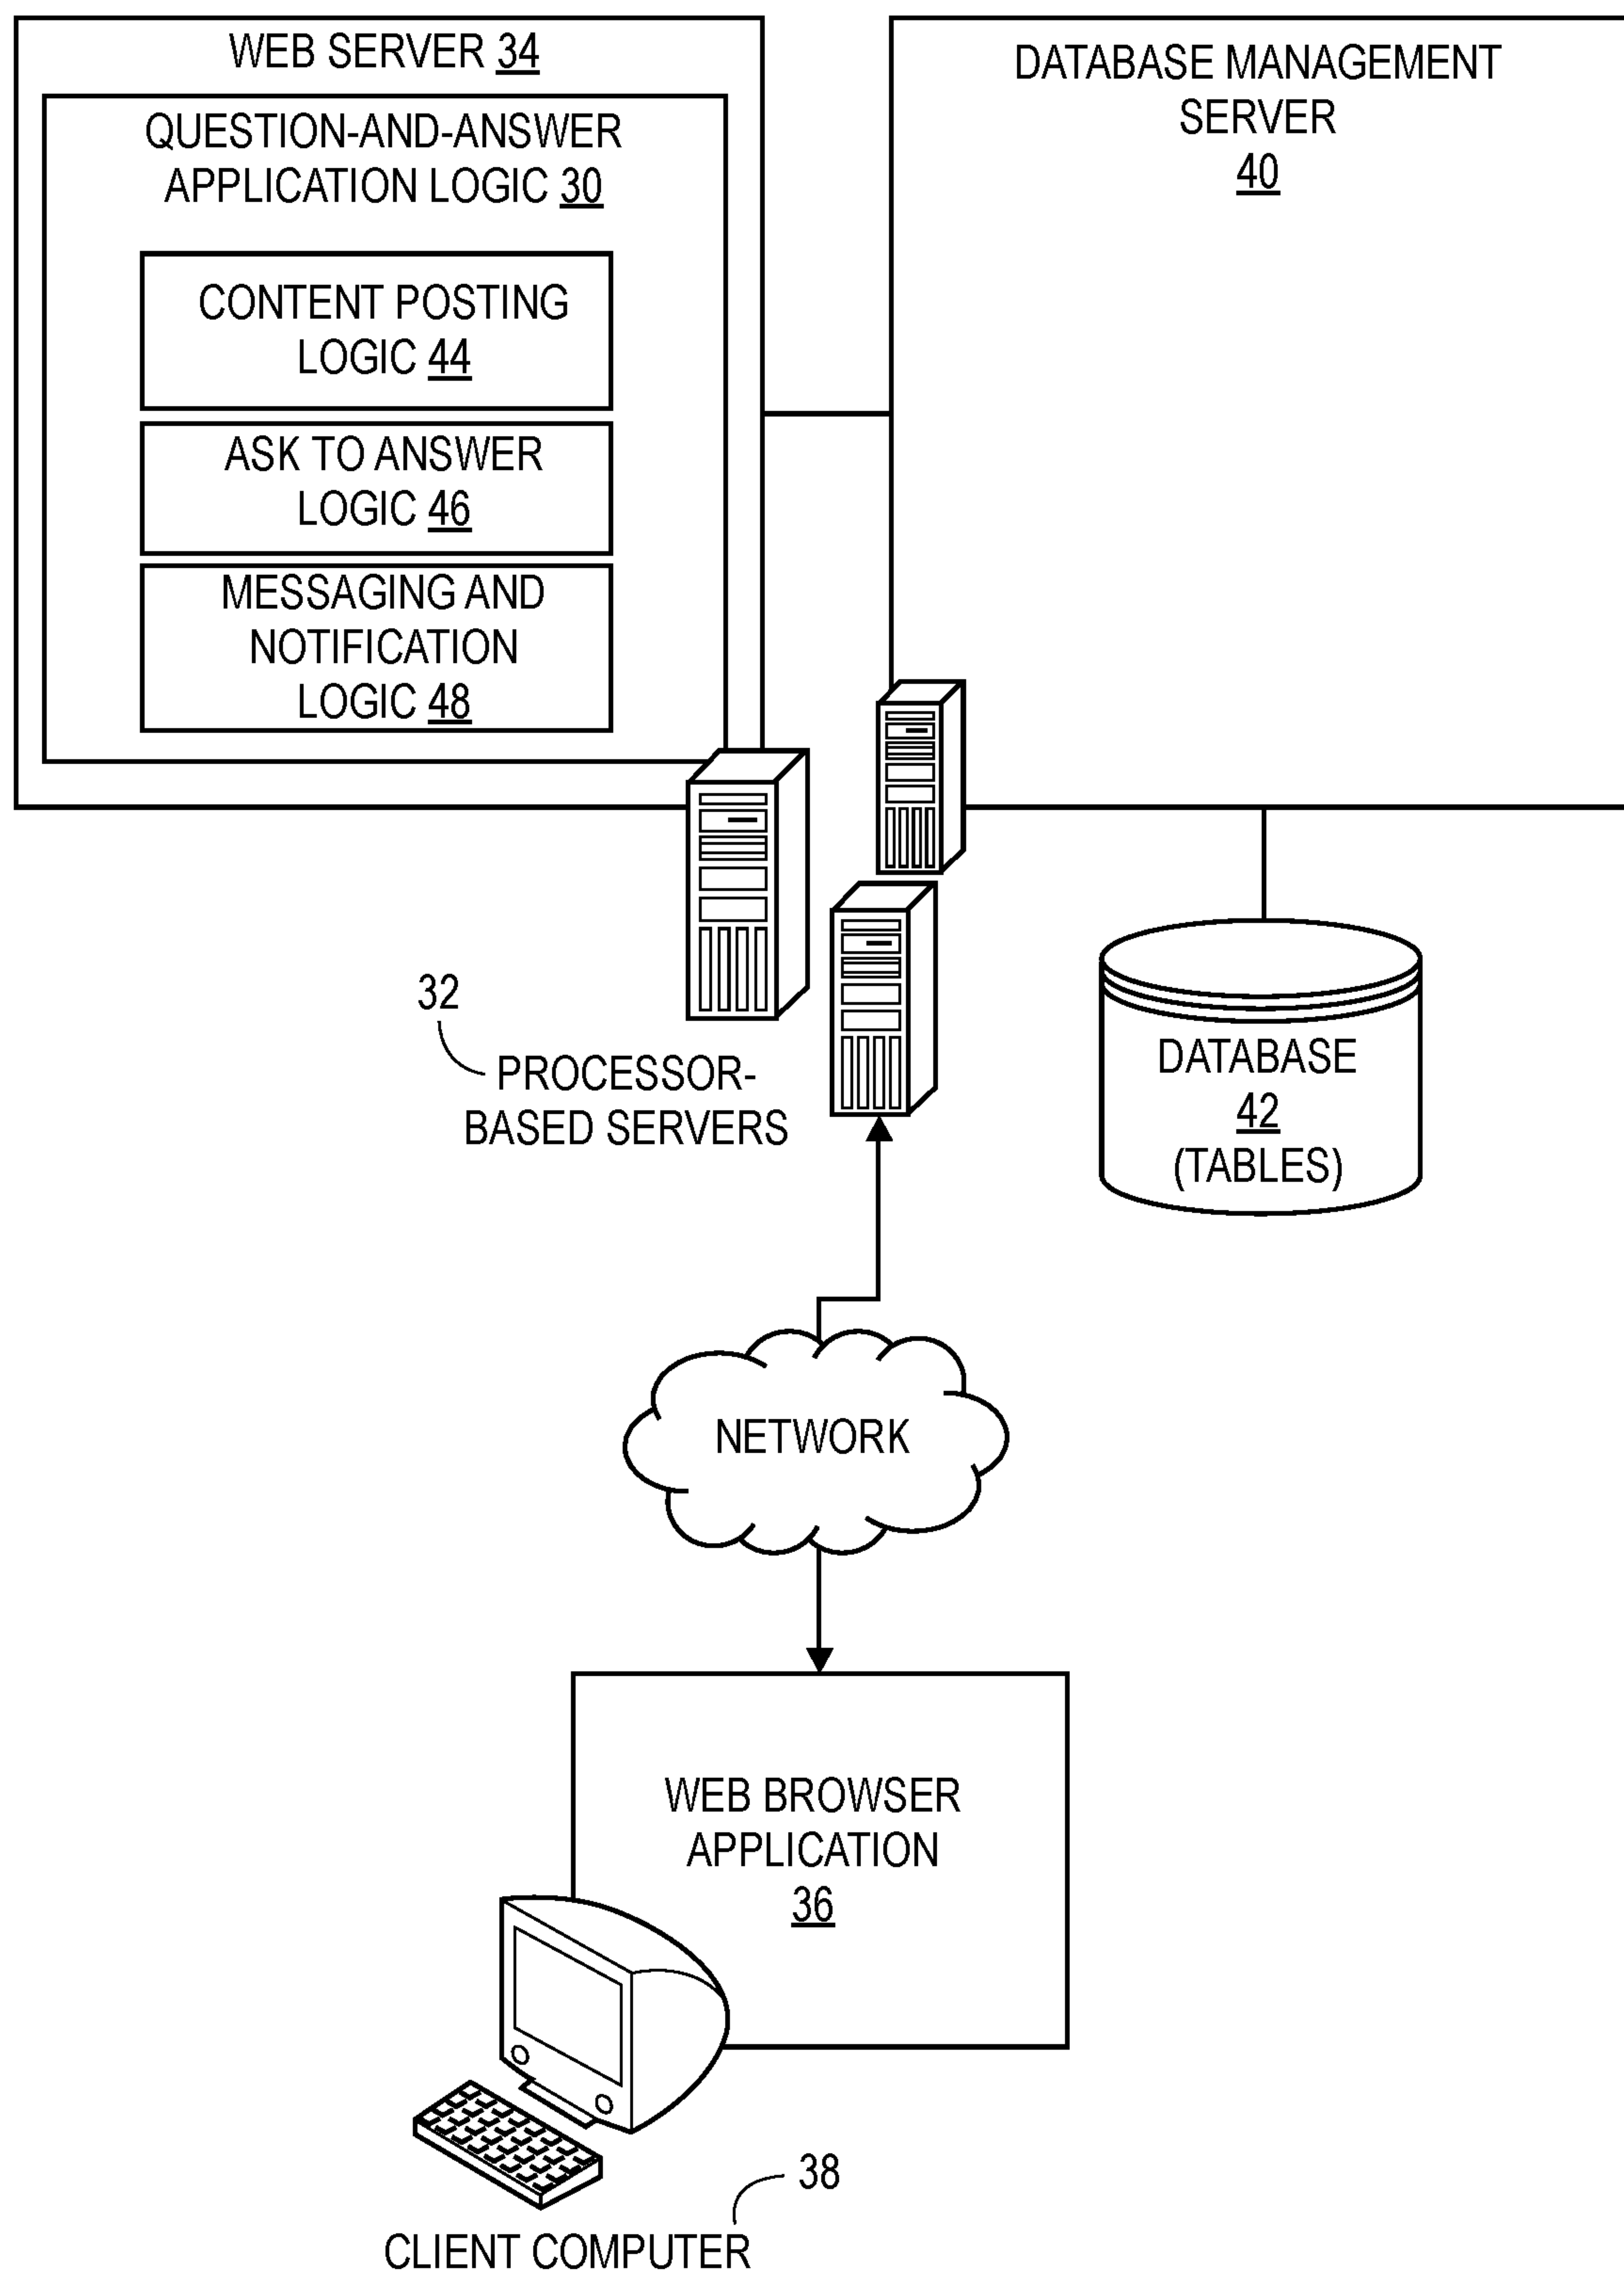 WEB SERVER 34
QUESTION-AND-ANSWER
APPLICATION LOGIC 30
CONTENT POSTING
LOGIC 44
ASK TO ANSWER
LOGIC 46
MESSAGING AND
NOTIFICATION
LOGIC 48
DATABASE MANAGEMENT
SERVER
40
32
PROCESSOR-
BASED SERVERS
DATABASE
42
(TABLES)
NETWORK
WEB BROWSER
APPLICATION
36
38
CLIENT COMPUTER